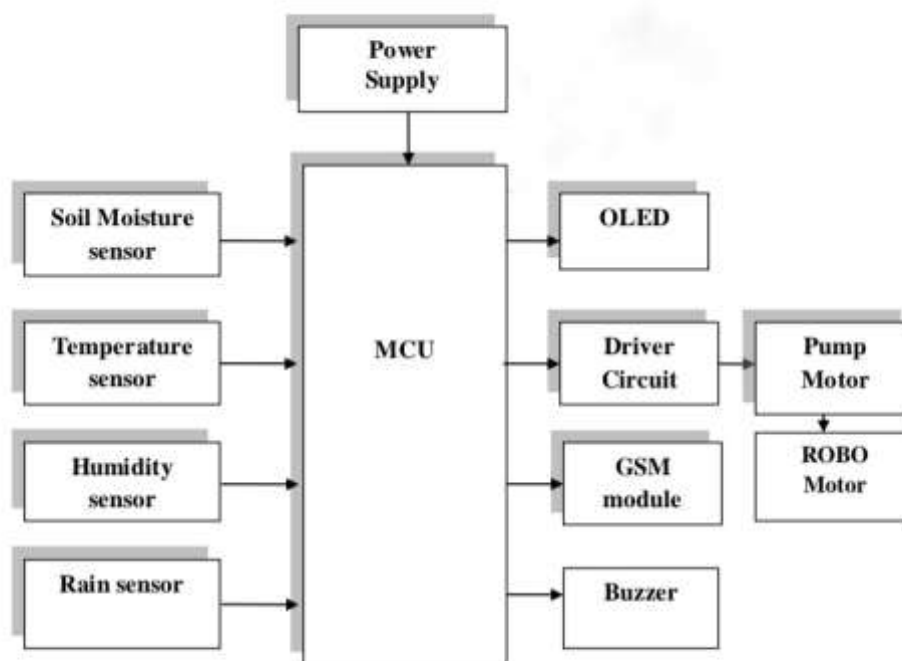 Power
Supply
Soil Moisture
sensor
OLED
Temperature
sensor
MCU
Driver
Circuit
Pump
Motor
Humidity
sensor
GSM
module
ROBO
Motor
Rain sensor
Buzzer